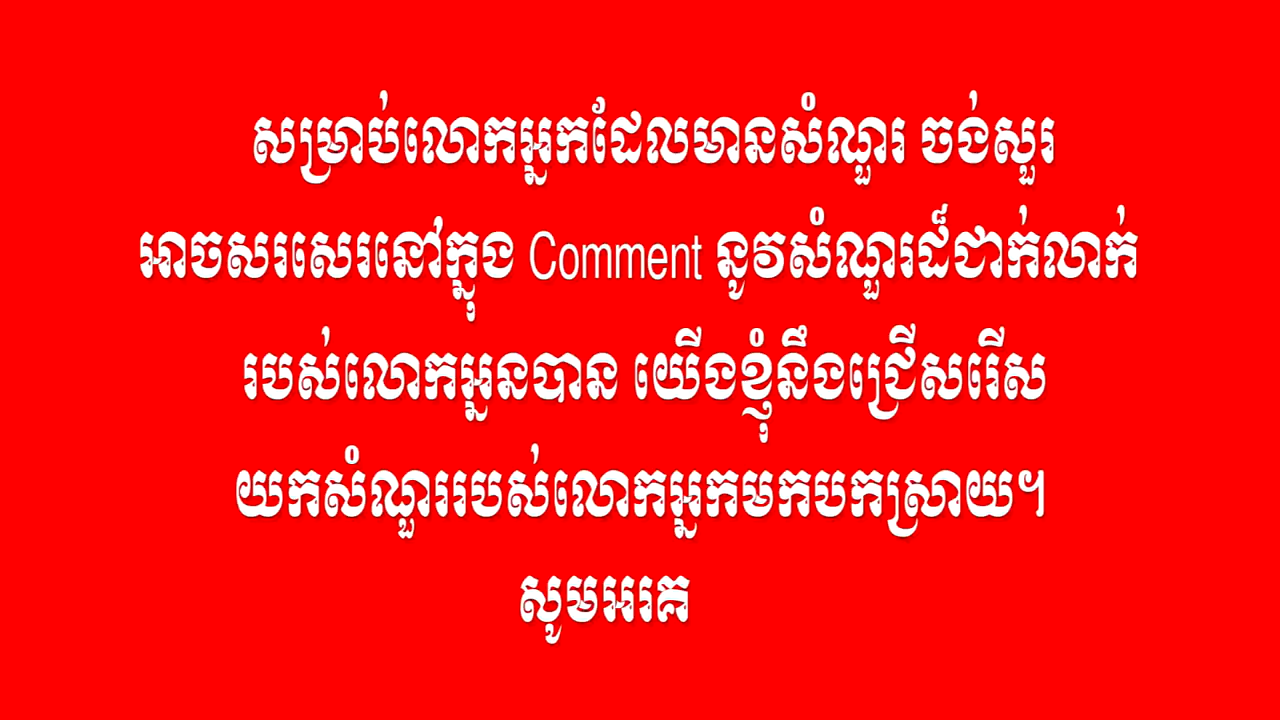 សម្រាប់លោកអ្នកដែលមានសំណួរ ចង់សួរ
អាចសរសេរនៅក្នុង Comment នូវសំណួរដ៏ជាក់លាក់
របស់លោកអ្ននបាន យើងខ្ញុំនឹងជ្រើសរើស
យកសំណួររបស់លោកអ្នកមកបកស្រាយ។
សូមអរគ